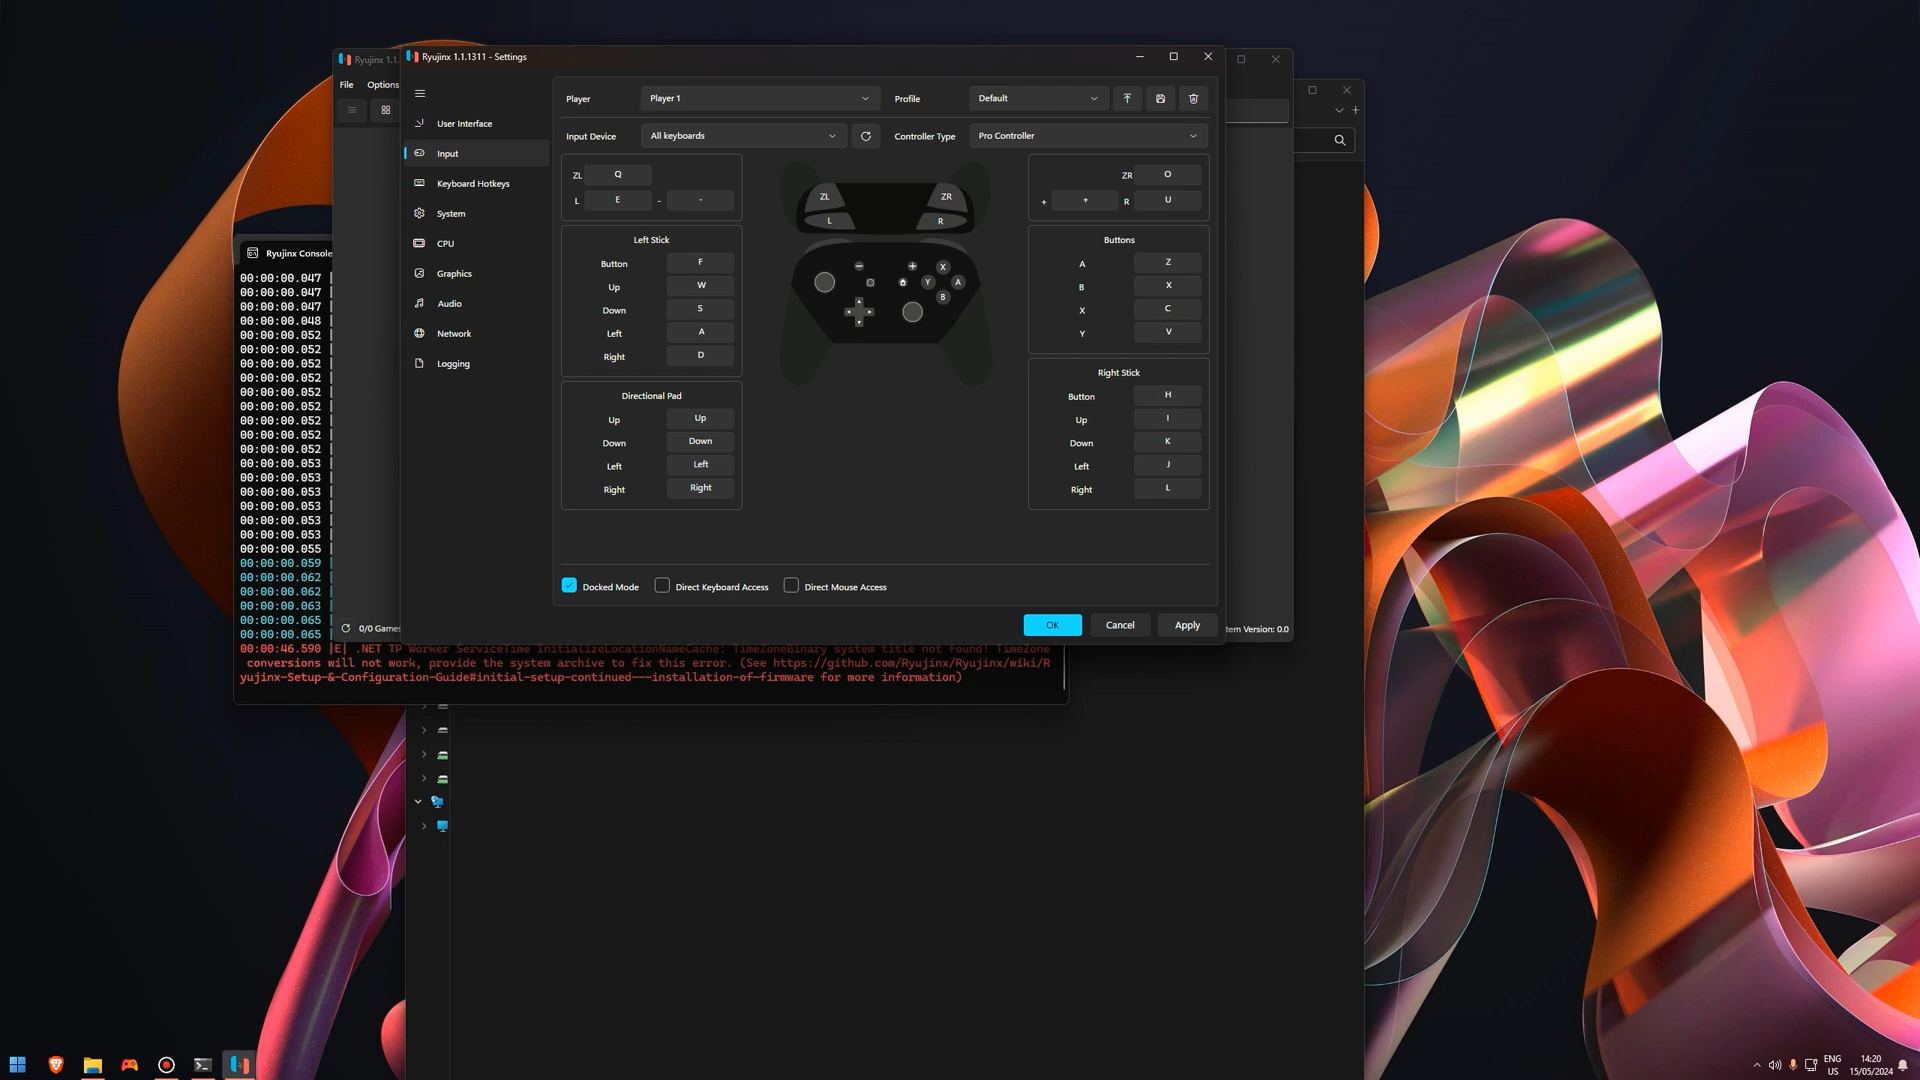 Ryujinx 1.1.
Ryujinx 1.1.1311 - Settings
File Options
User Interface
Input
Keyboard Hotkeys
System
CPU
Graphics
Audio
Network
Logging
Player Player 1 Profile Default
Input Device All keyboards Controller Type Pro Controller
ZL Q
L E - -
Left Stick
Button F
Up W
Down S
Left A
Right D
Directional Pad
Up Up
Down Down
Left Left
Right Right
ZL ZR
L R
X
Y A
B
ZR O
+ + R U
Buttons
A Z
B X
X C
Y V
Right Stick
Button H
Up I
Down K
Left J
Right L
Docked Mode Direct Keyboard Access Direct Mouse Access
OK Cancel Apply
0/0 Games
tem Version: 0.0
Ryujinx Console
00:00:00.047 |
00:00:00.047 |
00:00:00.047 |
00:00:00.048 |
00:00:00.052 |
00:00:00.052 |
00:00:00.052 |
00:00:00.052 |
00:00:00.052 |
00:00:00.052 |
00:00:00.052 |
00:00:00.052 |
00:00:00.052 |
00:00:00.053 |
00:00:00.053 |
00:00:00.053 |
00:00:00.053 |
00:00:00.053 |
00:00:00.053 |
00:00:00.055 |
00:00:00.059 |
00:00:00.062 |
00:00:00.062 |
00:00:00.063 |
00:00:00.065 |
00:00:00.065 |
00:00:46.590 |E| .NET TP Worker ServiceTime InitializeLocationNameCache: TimeZoneBinary system title not found! TimeZone
conversions will not work, provide the system archive to fix this error. (See https://github.com/Ryujinx/Ryujinx/wiki/R
yujinx-Setup-&-Configuration-Guide#initial-setup-continued---installation-of-firmware for more information)
ENG
US
14:20
15/05/2024